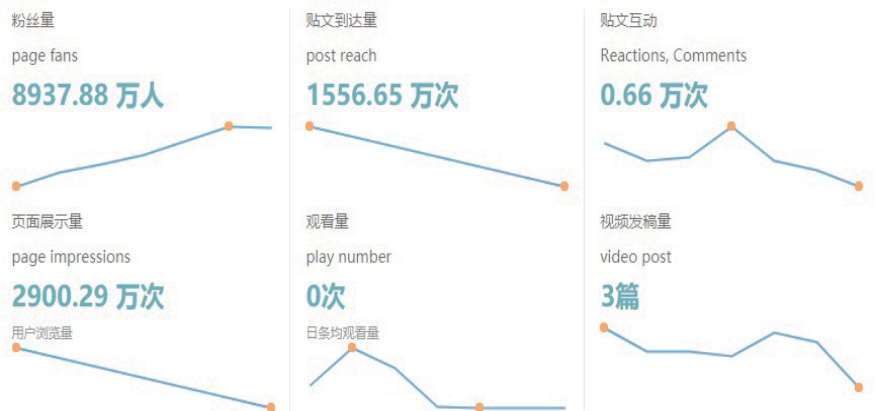 粉丝量
page fans
8937.88 万人
贴文到达量
post reach
1556.65 万次
贴文互动
Reactions, Comments
0.66 万次
页面展示量
page impressions
2900.29 万次
用户浏览量
观看量
play number
0次
日条均观看量
视频发稿量
video post
3篇